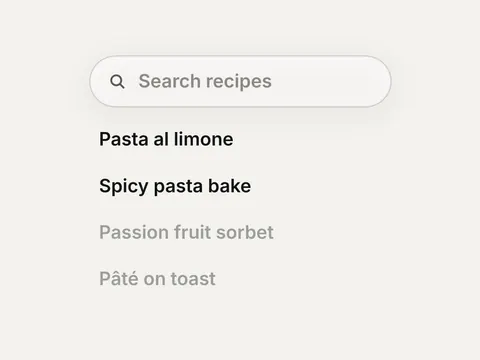 Search recipes
Pasta al limone
Spicy pasta bake
Passion fruit sorbet
Pâté on toast